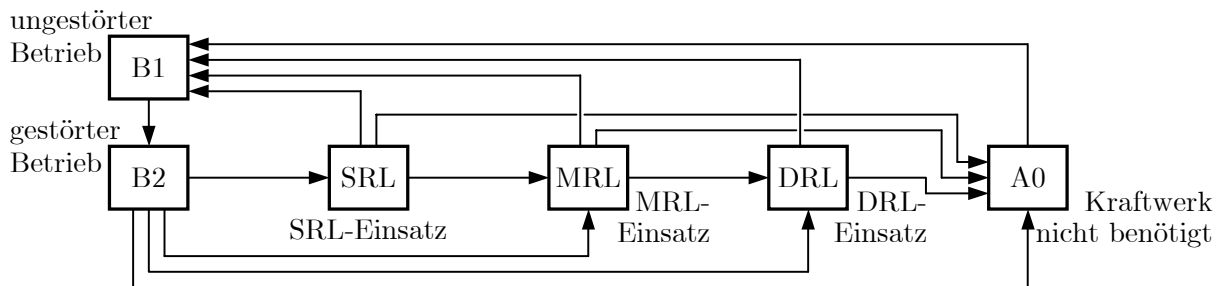 ungestörter
Betrieb
B1
gestörter
Betrieb
B2
SRL
MRL
DRL
A0
SRL-Einsatz
MRL-
Einsatz
DRL-
Einsatz
Kraftwerk
nicht benötigt